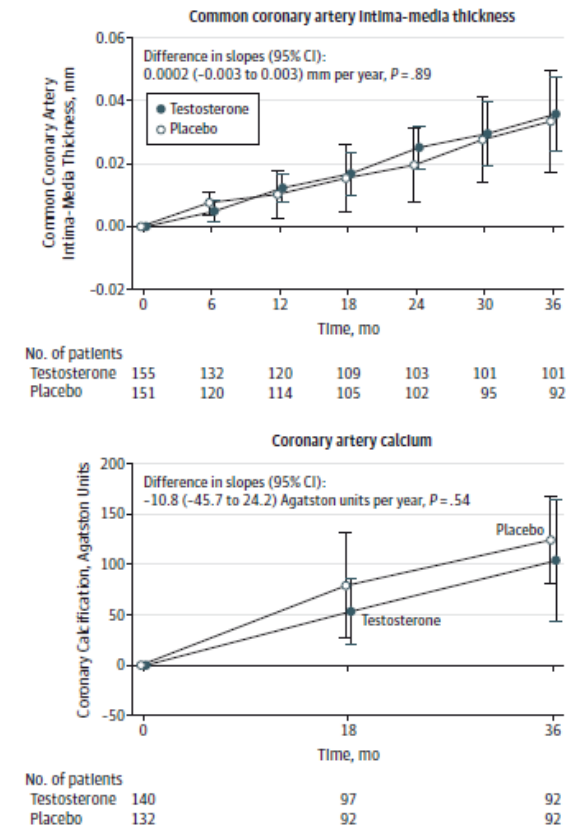 Common coronary artery intima-media thickness
Common Coronary Artery
Intima-Media Thickness, mm
0.06
0.04
0.02
0.00
-0.02
Difference in slopes (95% CI):
0.0002 (-0.003 to 0.003) mm per year, P = .89
Testosterone
Placebo
0 6 12 18 24 30 36
Time, mo
No. of patients
Testosterone 155 132 120 109 103 101 101
Placebo 151 120 114 105 102 95 92
Coronary artery calcium
Coronary Calcification, Agatston Units
200
150
100
50
0
-50
Difference in slopes (95% CI):
-10.8 (-45.7 to 24.2) Agatston units per year, P = .54
Placebo
Testosterone
0 18 36
Time, mo
No. of patients
Testosterone 140 97 92
Placebo 132 92 92